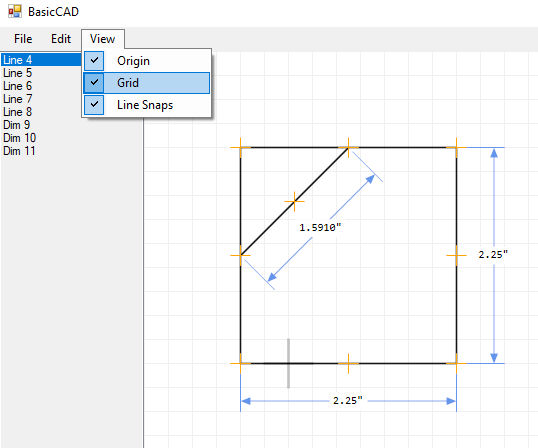 BasicCAD
File Edit View
Origin
Grid
Line Snaps
Line 4
Line 5
Line 6
Line 7
Line 8
Dim 9
Dim 10
Dim 11
1.5910"
2.25"
2.25"